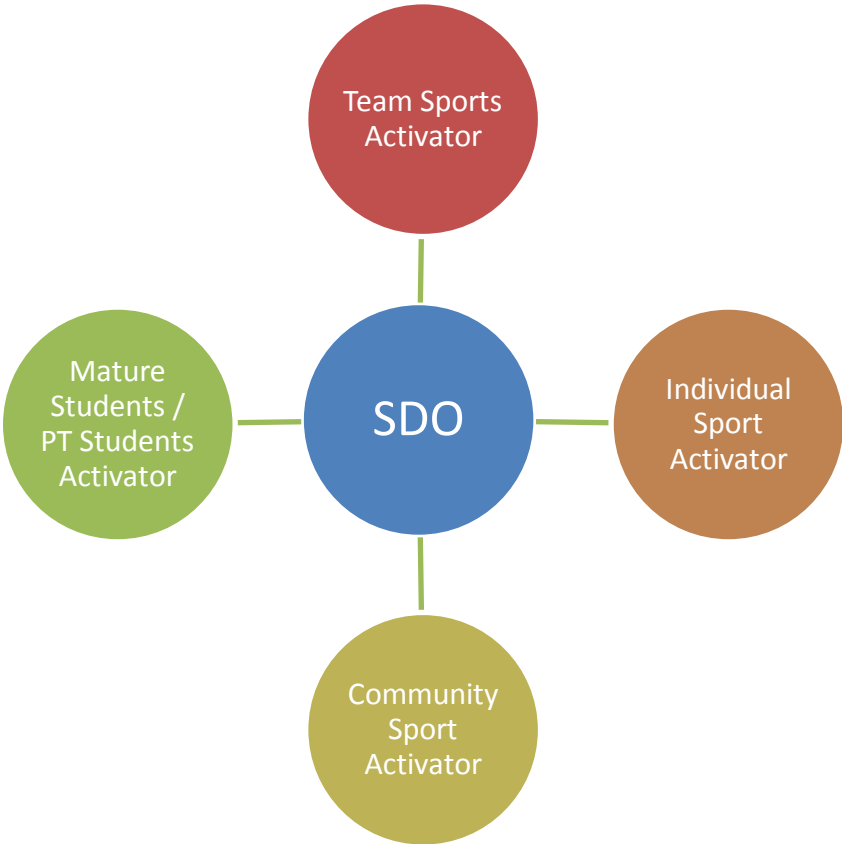 Team Sports
Activator
Mature
Students /
PT Students
Activator
SDO
Individual
Sport
Activator
Community
Sport
Activator